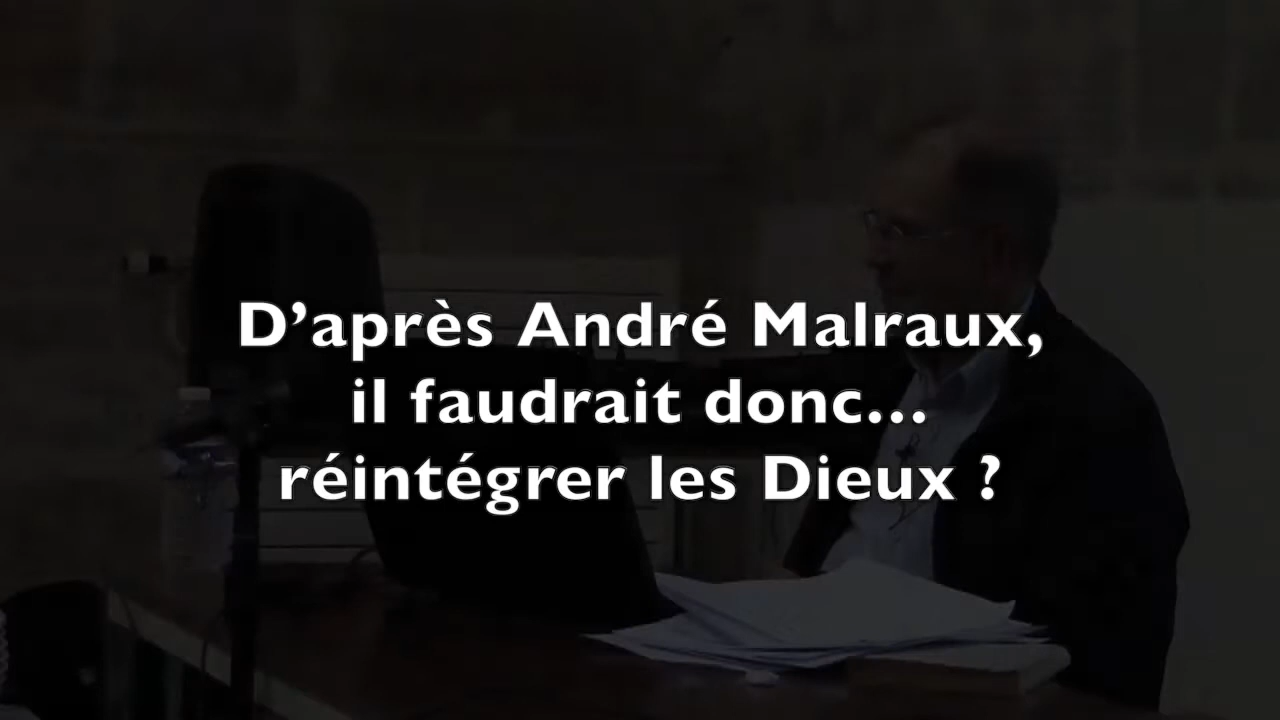 D’après André Malraux,
il faudrait donc...
réintégrer les Dieux ?